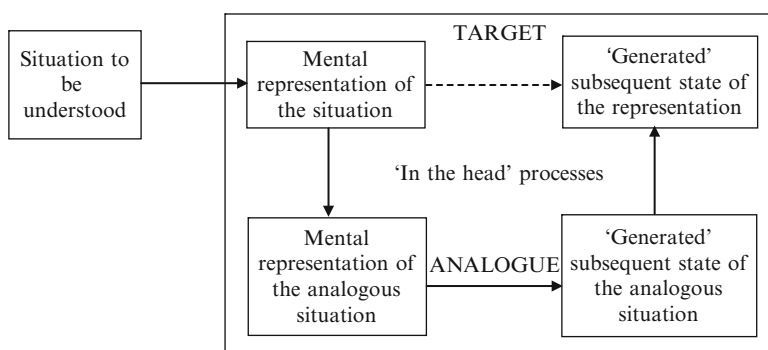 TARGET
Situation to
be
understood
Mental
representation of
the situation
‘Generated’
subsequent state of
the representation
‘In the head’ processes
Mental
representation of
the analogous
situation
ANALOGUE
‘Generated’
subsequent state of
the analogous
situation